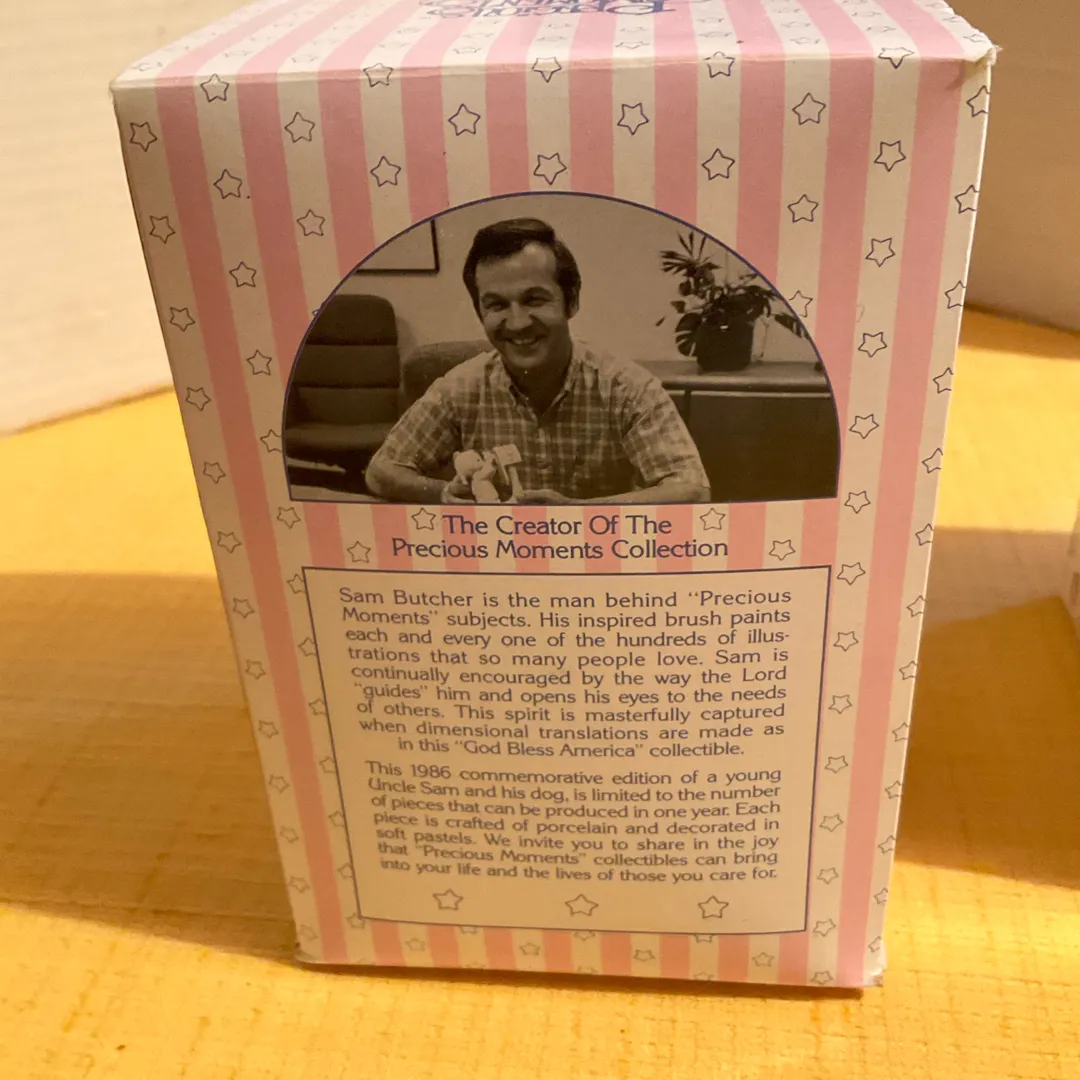 Precious
The Creator Of The
Precious Moments Collection
Sam Butcher is the man behind "Precious
Moments" subjects. His inspired brush paints
each and every one of the hundreds of illus-
trations that so many people love. Sam is
continually encouraged by the way the Lord
"guides" him and opens his eyes to the needs
of others. This spirit is masterfully captured
when dimensional translations are made as
in this "God Bless America" collectible.
This 1986 commemorative edition of a young
Uncle Sam and his dog, is limited to the number
of pieces that can be produced in one year. Each
piece is crafted of porcelain and decorated in
soft pastels. We invite you to share in the joy
that "Precious Moments" collectibles can bring
into your life and the lives of those you care for.